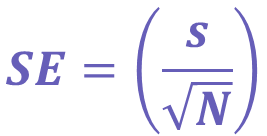 SE = (s / √N)